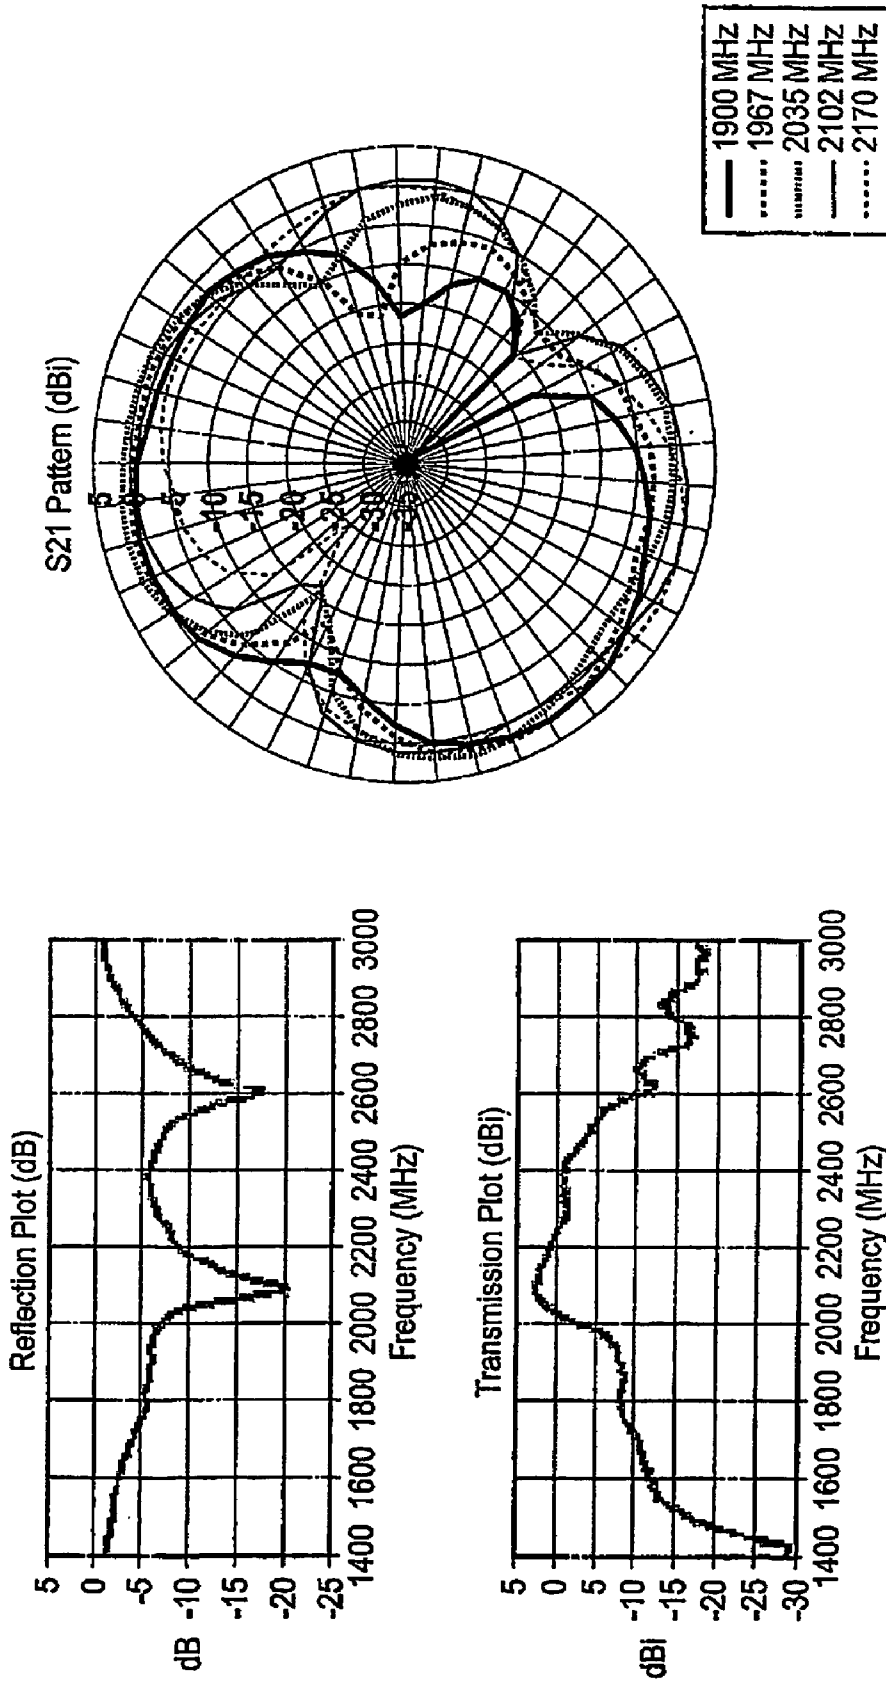 Reflection Plot (dB)
5
0
-5
-10
-15
-20
-25
dB
1400 1600 1800 2000 2200 2400 2600 2800 3000
Frequency (MHz)
Transmission Plot (dBi)
5
0
5
-10
-15
-20
-25
-30
dBi
1400 1600 1800 2000 2200 2400 2600 2800 3000
Frequency (MHz)
S21 Pattern (dBi)
5
0
-5
-10
-15
-20
-25
-30
-35
1900 MHz
1967 MHz
2035 MHz
2102 MHz
2170 MHz